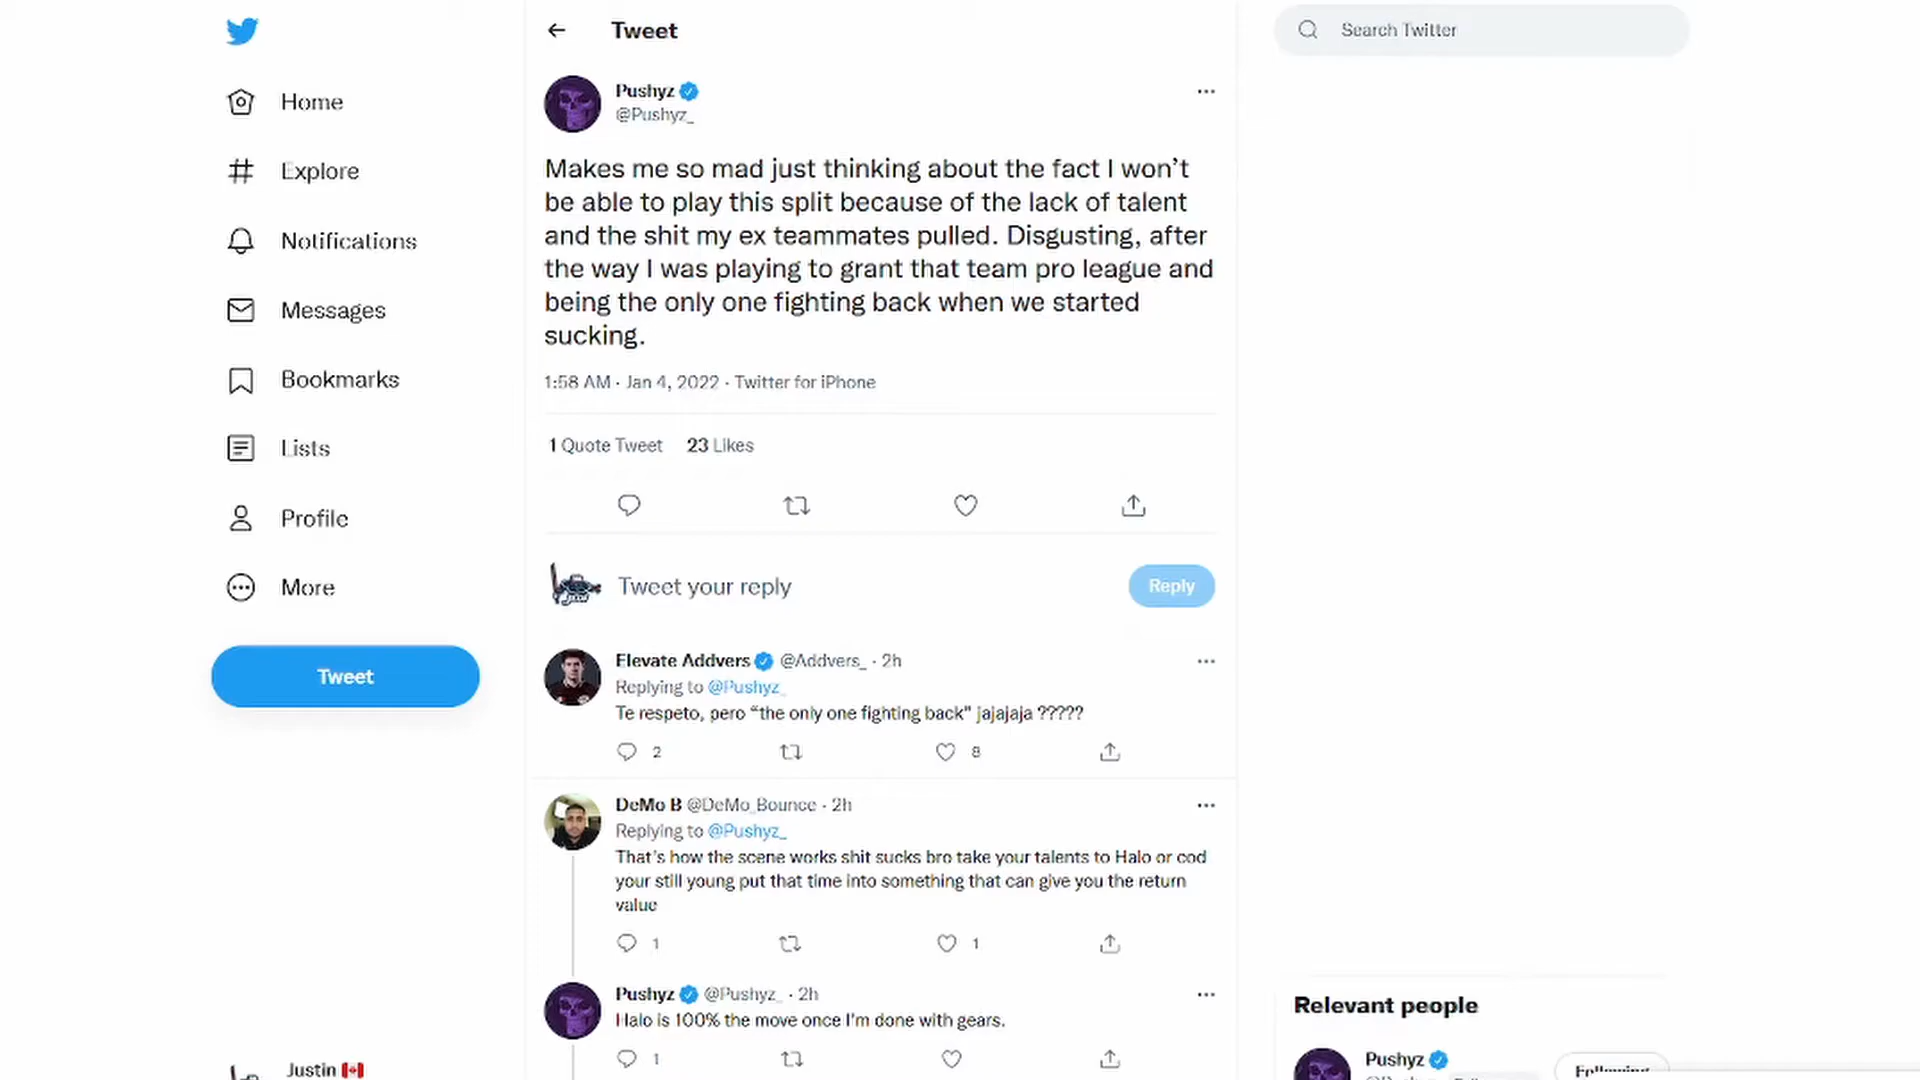 Tweet
Search Twitter
Home
Explore
Notifications
Messages
Bookmarks
Lists
Profile
More
Tweet
Justin
Pushyz
@Pushyz_
Makes me so mad just thinking about the fact I won't
be able to play this split because of the lack of talent
and the shit my ex teammates pulled. Disgusting, after
the way I was playing to grant that team pro league and
being the only one fighting back when we started
sucking.
1:58 AM · Jan 4, 2022 · Twitter for iPhone
1 Quote Tweet 23 Likes
Tweet your reply
Reply
Elevate Addvers @Addvers_ · 2h
Replying to @Pushyz_
Te respeto, pero “the only one fighting back” jajajaja ?????
2 8
DeMo B @DeMo_Bounce · 2h
Replying to @Pushyz_
That's how the scene works shit sucks bro take your talents to Halo or cod
your still young put that time into something that can give you the return
value
1 1
Pushyz @Pushyz_ · 2h
Halo is 100% the move once I'm done with gears.
1
Relevant people
Pushyz
Following